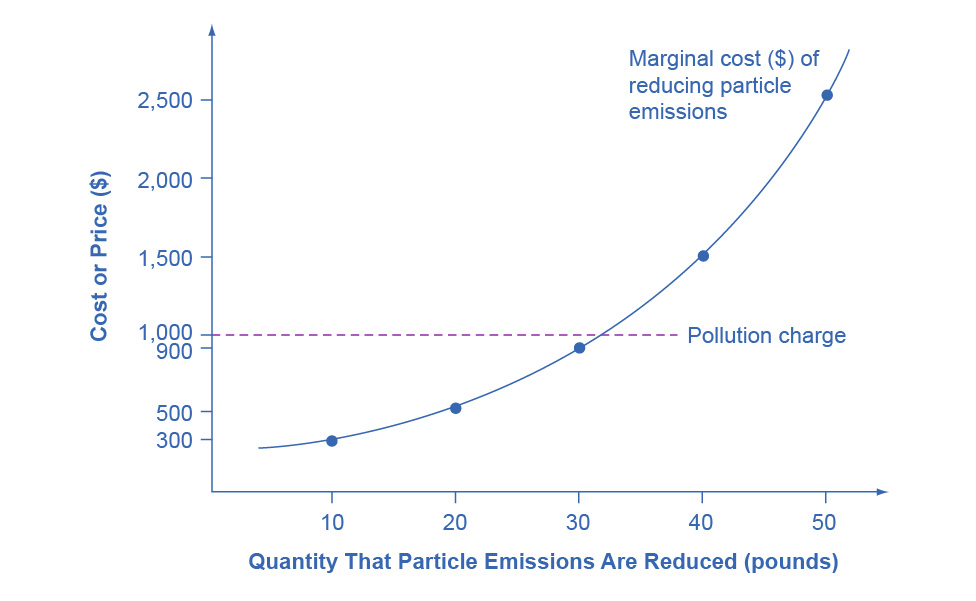 Marginal cost ($) of
reducing particle
emissions
2,500
2,000
1,500
1,000
900
500
300
Cost or Price ($)
Pollution charge
10 20 30 40 50
Quantity That Particle Emissions Are Reduced (pounds)